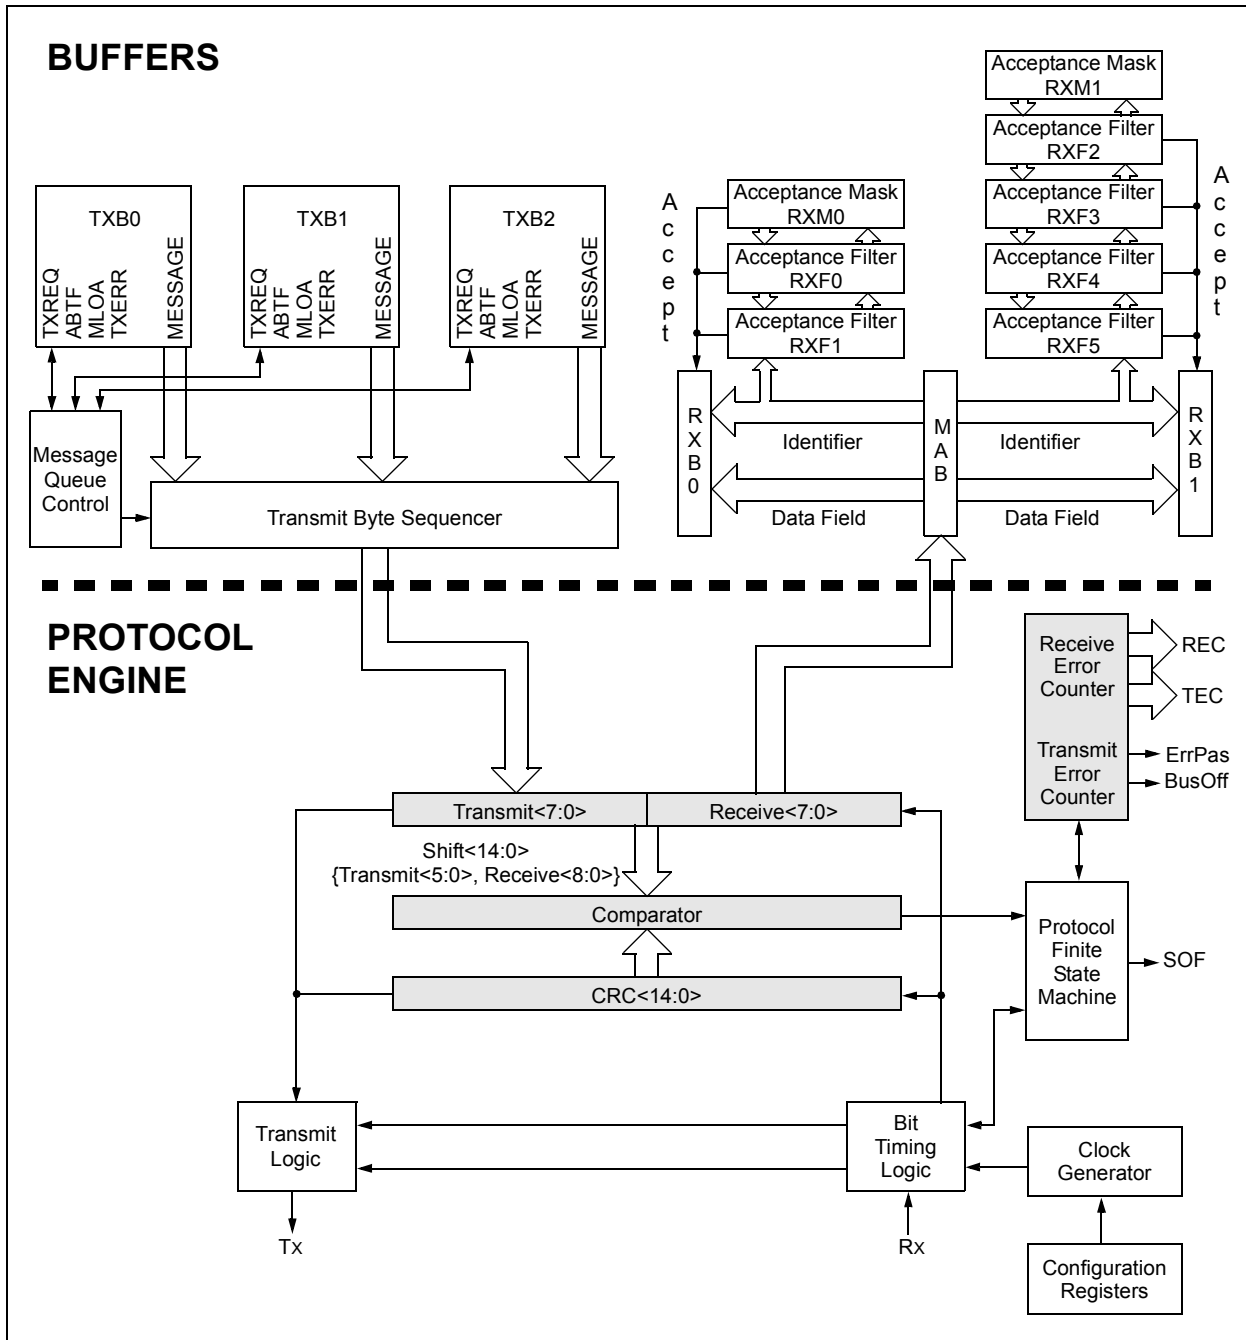 BUFFERS
Acceptance Mask
RXM1
Acceptance Filter
RXF2
Acceptance Filter
RXF3
Acceptance Filter
RXF4
Acceptance Filter
RXF5
Accept
Accept
Acceptance Mask
RXM0
Acceptance Filter
RXF0
Acceptance Filter
RXF1
TXB0
TXREQ
ABTF
MLOA
TXERR
MESSAGE
TXB1
TXREQ
ABTF
MLOA
TXERR
MESSAGE
TXB2
TXREQ
ABTF
MLOA
TXERR
MESSAGE
Message
Queue
Control
Transmit Byte Sequencer
RXB0
Identifier
Data Field
MAB
Identifier
Data Field
RXB1
PROTOCOL
ENGINE
Receive
Error
Counter
REC
TEC
Transmit
Error
Counter
ErrPas
BusOff
Transmit<7:0>
Receive<7:0>
Shift<14:0>
{Transmit<5:0>, Receive<8:0>}
Comparator
CRC<14:0>
Protocol
Finite
State
Machine
SOF
Transmit
Logic
Bit
Timing
Logic
Clock
Generator
Tx
Rx
Configuration
Registers